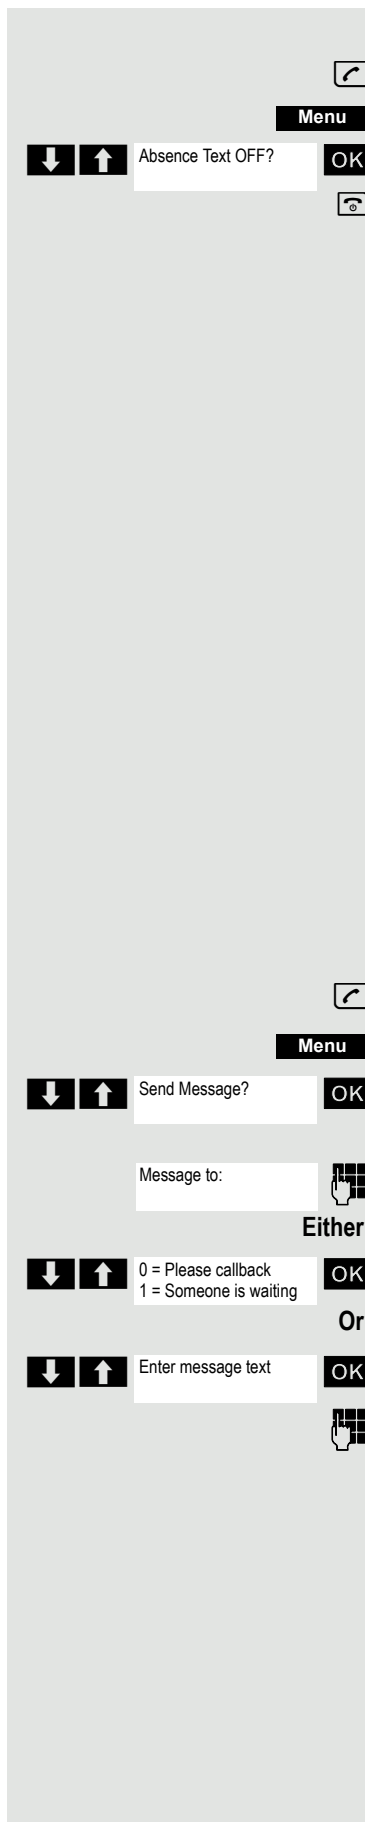 Menu
Absence Text OFF? OK
Menu
Send Message? OK
Message to:
Either
0 = Please callback OK
1 = Someone is waiting
Or
Enter message text OK